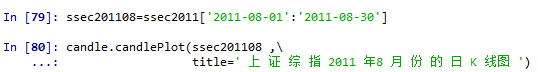 In [79]: ssec201108=ssec2011['2011-08-01':'2011-08-30']
In [80]: candle.candlePlot(ssec201108 ,\
...: title=' 上 证 综 指 2011 年8 月 份 的 日 K 线图 ')